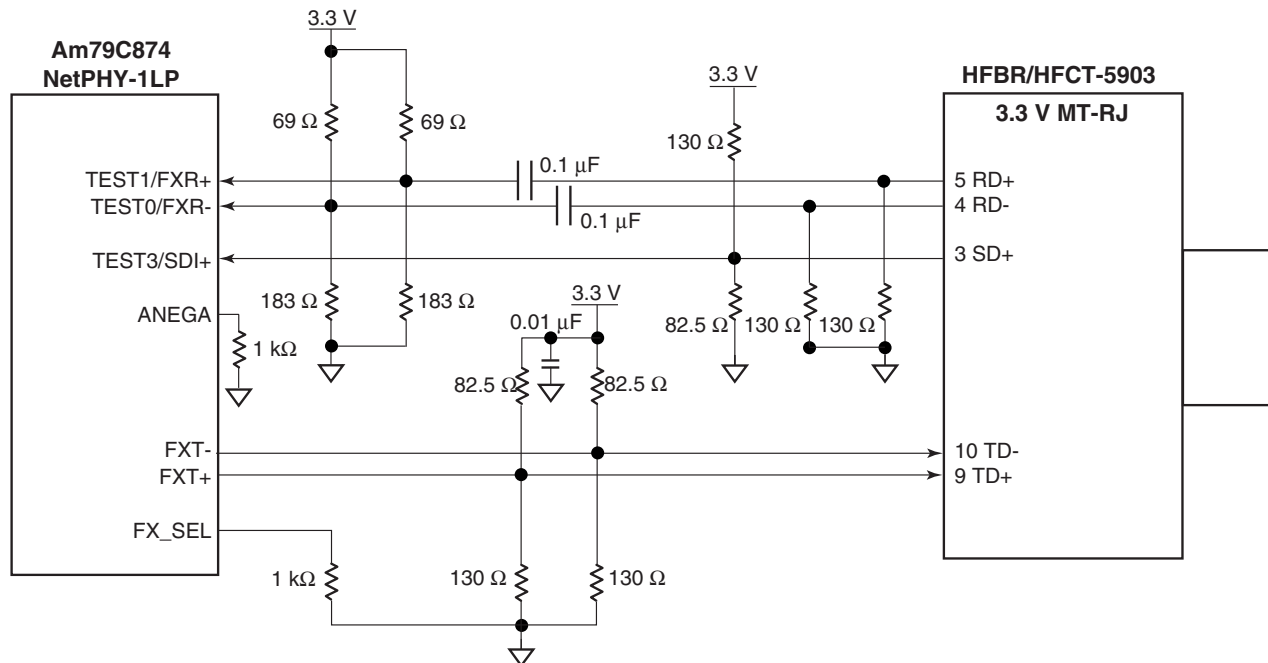 3.3 V
Am79C874
NetPHY-1LP
HFBR/HFCT-5903
3.3 V
3.3 V MT-RJ
69 Ω
69 Ω
130 Ω
0.1 μF
TEST1/FXR+
5 RD+
TEST0/FXR-
4 RD-
0.1 μF
TEST3/SDI+
3 SD+
3.3 V
183 Ω
183 Ω
ANEGA
0.01 μF
82.5 Ω
130 Ω
130 Ω
1 kΩ
82.5 Ω
82.5 Ω
FXT-
10 TD-
FXT+
9 TD+
FX_SEL
1 kΩ
130 Ω
130 Ω